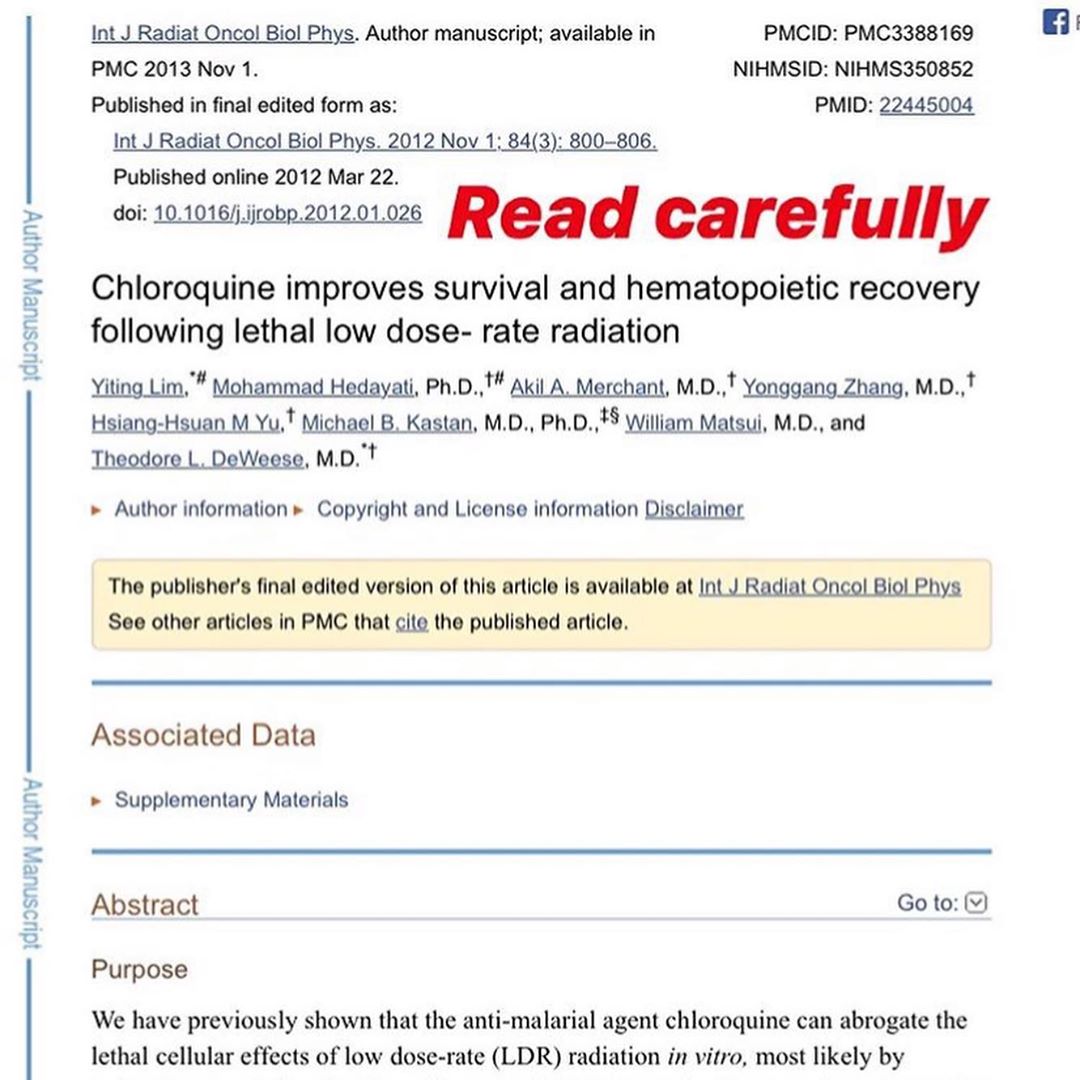 Int J Radiat Oncol Biol Phys. Author manuscript; available in
PMC 2013 Nov 1.
Published in final edited form as:
Int J Radiat Oncol Biol Phys. 2012 Nov 1; 84(3): 800–806.
Published online 2012 Mar 22.
doi: 10.1016/j.ijrobp.2012.01.026
PMCID: PMC3388169
NIHMSID: NIHMS350852
PMID: 22445004
Read carefully
Chloroquine improves survival and hematopoietic recovery
following lethal low dose- rate radiation
Yiting Lim,*# Mohammad Hedayati, Ph.D.,†# Akil A. Merchant, M.D.,† Yonggang Zhang, M.D.,†
Hsiang-Hsuan M Yu,† Michael B. Kastan, M.D., Ph.D.,‡§ William Matsui, M.D., and
Theodore L. DeWeese, M.D.*†
▸ Author information ▸ Copyright and License information Disclaimer
The publisher's final edited version of this article is available at Int J Radiat Oncol Biol Phys
See other articles in PMC that cite the published article.
Associated Data
▸ Supplementary Materials
Abstract
Go to:
Purpose
We have previously shown that the anti-malarial agent chloroquine can abrogate the
lethal cellular effects of low dose-rate (LDR) radiation in vitro, most likely by
Author Manuscript
Author Manuscript